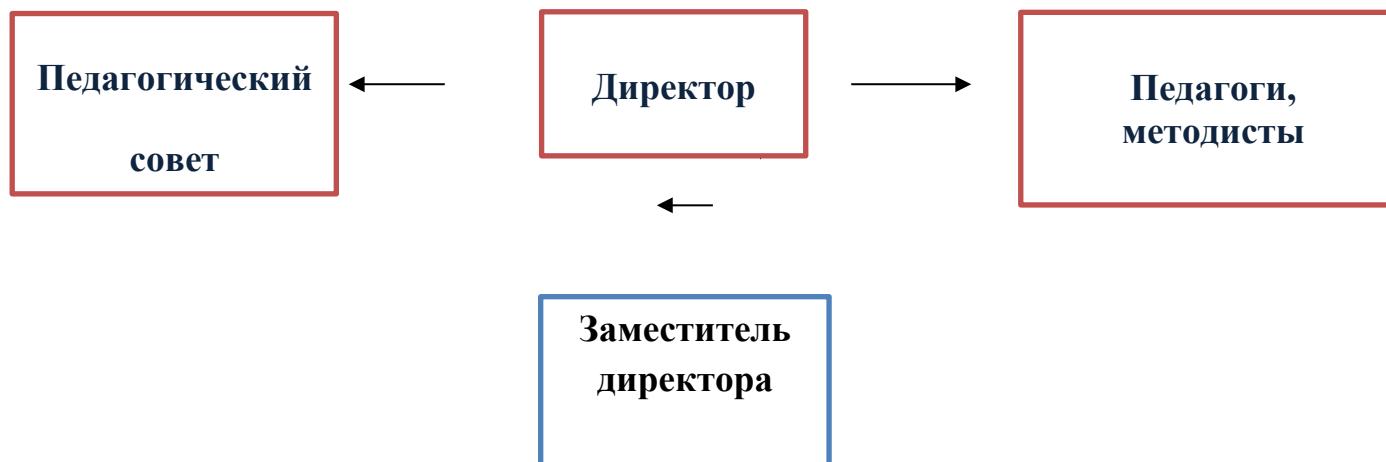 Педагогический
совет
Директор
Педагоги,
методисты
Заместитель
директора